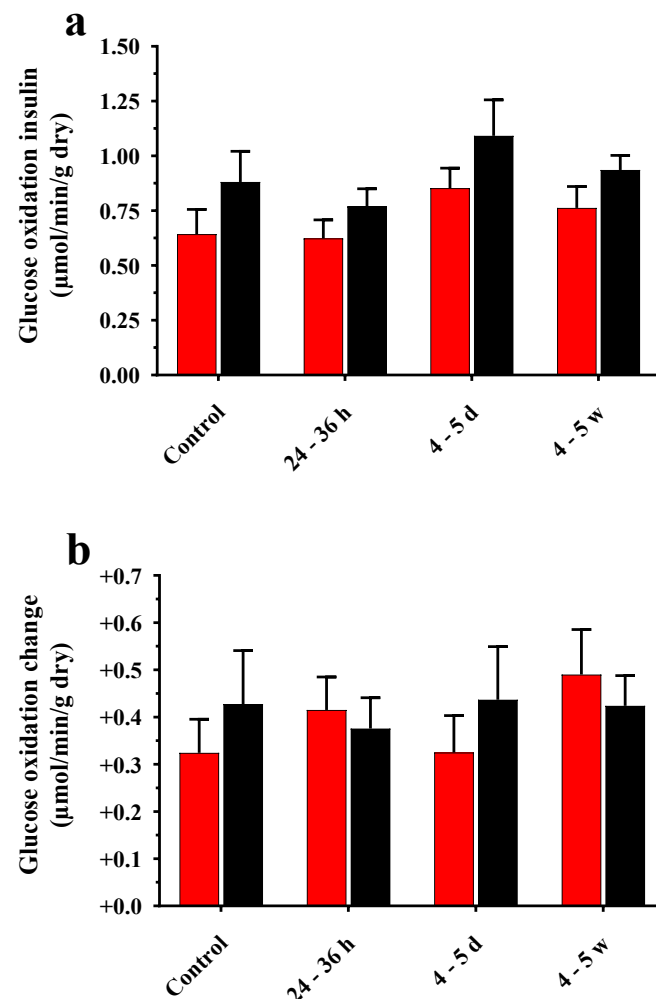 a
Glucose oxidation insulin
(µmol/min/g dry)
1.50
1.25
1.00
0.75
0.50
0.25
0.00
Control
24 - 36 h
4 - 5 d
4 - 5 w
b
Glucose oxidation change
(µmol/min/g dry)
+0.7
+0.6
+0.5
+0.4
+0.3
+0.2
+0.1
+0.0
Control
24 - 36 h
4 - 5 d
4 - 5 w